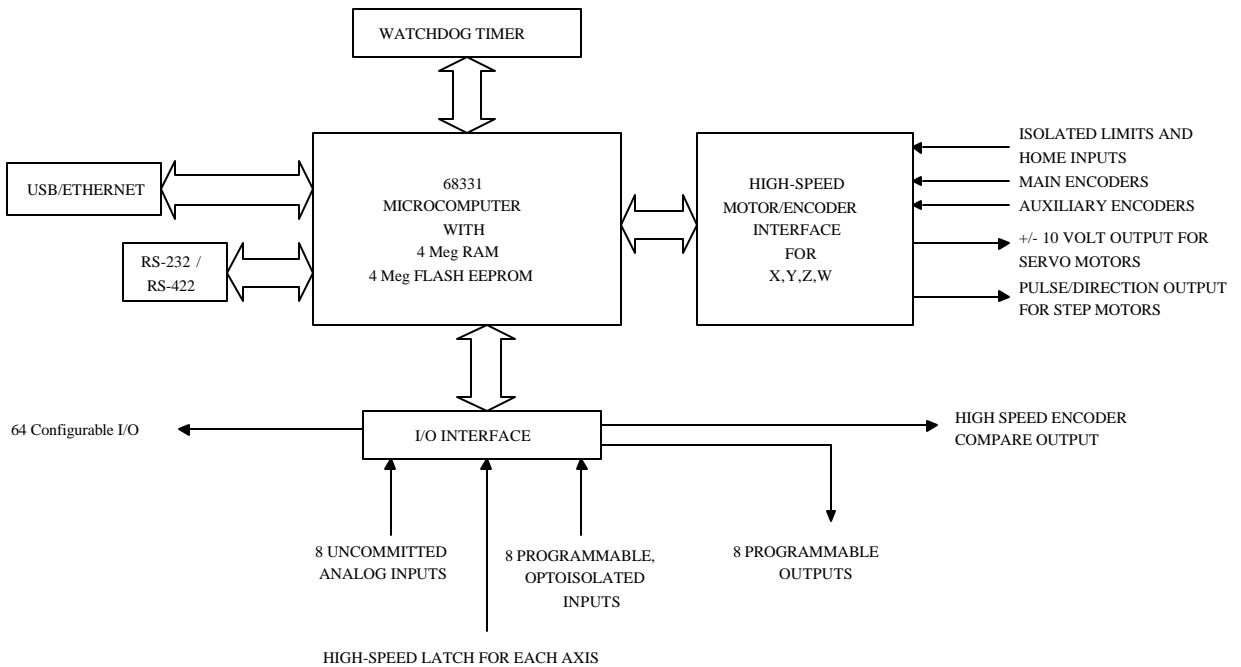 WATCHDOG TIMER
USB/ETHERNET
RS-232 /
RS-422
68331
MICROCOMPUTER
WITH
4 Meg RAM
4 Meg FLASH EEPROM
HIGH-SPEED
MOTOR/ENCODER
INTERFACE
FOR
X,Y,Z,W
ISOLATED LIMITS AND
HOME INPUTS
MAIN ENCODERS
AUXILIARY ENCODERS
+/- 10 VOLT OUTPUT FOR
SERVO MOTORS
PULSE/DIRECTION OUTPUT
FOR STEP MOTORS
64 Configurable I/O
I/O INTERFACE
HIGH SPEED ENCODER
COMPARE OUTPUT
8 UNCOMMITTED
ANALOG INPUTS
8 PROGRAMMABLE,
OPTOISOLATED
INPUTS
8 PROGRAMMABLE
OUTPUTS
HIGH-SPEED LATCH FOR EACH AXIS